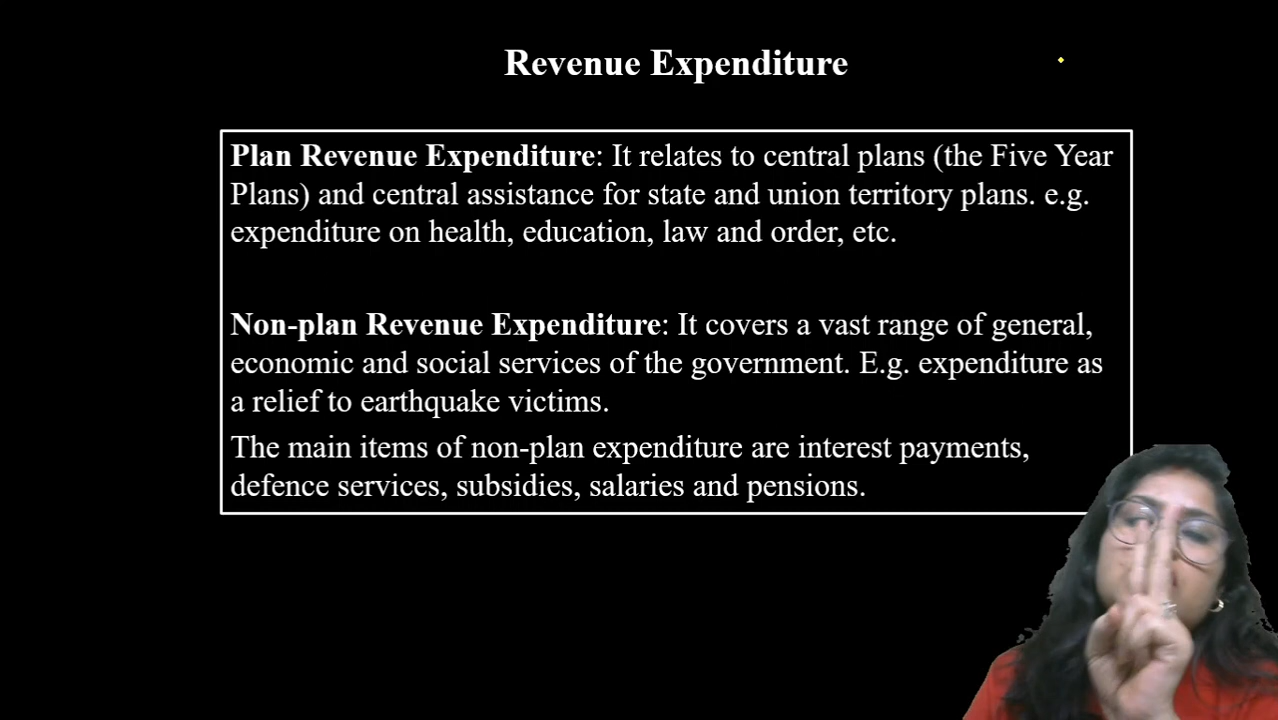 Revenue Expenditure
Plan Revenue Expenditure: It relates to central plans (the Five Year
Plans) and central assistance for state and union territory plans. e.g.
expenditure on health, education, law and order, etc.
Non-plan Revenue Expenditure: It covers a vast range of general,
economic and social services of the government. E.g. expenditure as
a relief to earthquake victims.
The main items of non-plan expenditure are interest payments,
defence services, subsidies, salaries and pensions.